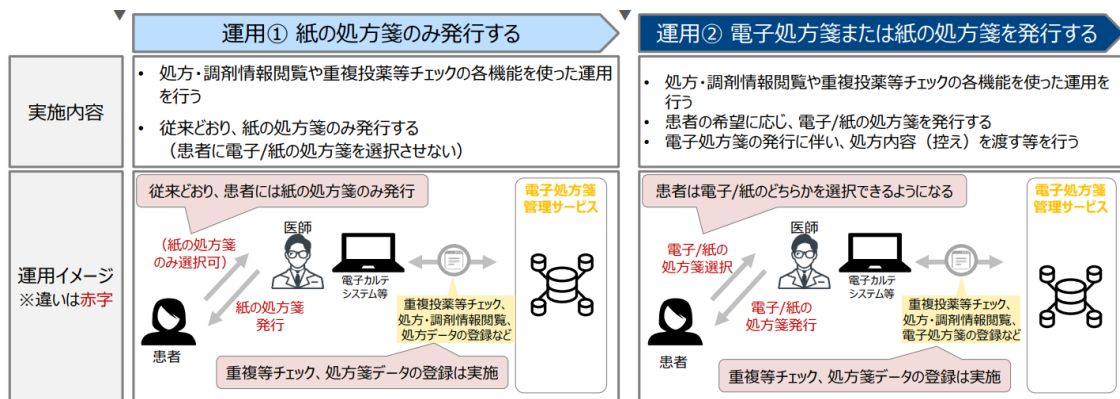 ▼
運用① 紙の処方箋のみ発行する
▼
運用② 電子処方箋または紙の処方箋を発行する
実施内容
• 処方・調剤情報閲覧や重複投薬等チェックの各機能を使った運用
を行う
• 従来どおり、紙の処方箋のみ発行する
（患者に電子/紙の処方箋を選択させない）
• 処方・調剤情報閲覧や重複投薬等チェックの各機能を使った運用を
行う
• 患者の希望に応じ、電子/紙の処方箋を発行する
• 電子処方箋の発行に伴い、処方内容（控え）を渡す等を行う
運用イメージ
※違いは赤字
従来どおり、患者には紙の処方箋のみ発行
電子処方箋
管理サービス
医師
（紙の処方箋
のみ選択可）
電子カルテ
システム等
紙の処方箋
発行
重複投薬等チェック、
処方・調剤情報閲覧、
処方データの登録など
患者
重複等チェック、処方箋データの登録は実施
患者は電子/紙のどちらかを選択できるようになる
電子処方箋
管理サービス
医師
電子/紙の
処方箋選択
電子カルテ
システム等
電子/紙の
処方箋発行
重複投薬等チェック、
処方・調剤情報閲覧、
電子処方箋の登録など
患者
重複等チェック、処方箋データの登録は実施